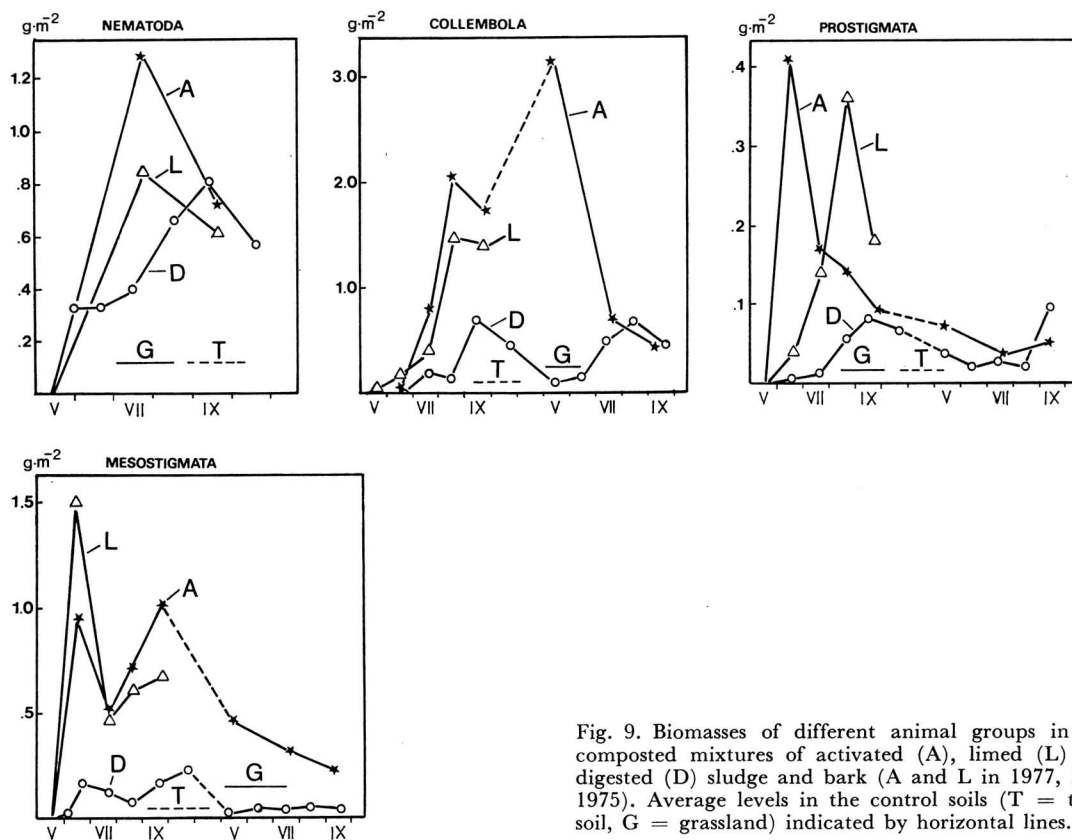 g·m⁻² NEMATODA
1.2
1.0
.8
.6
.4
.2
A
L
D
G T
V VII IX
g·m⁻² COLLEMBOLA
3.0
2.0
1.0
A
L
D
G
T
VII IX V VII IX
V
g·m⁻² PROSTIGMATA
.4
.3
.2
.1
A
L
D
G T
V VII IX V VII IX
g·m⁻² MESOSTIGMATA
1.5
1.0
.5
L
A
D
G
T
V VII IX V VII IX
Fig. 9. Biomasses of different animal groups in
composted mixtures of activated (A), limed (L)
digested (D) sludge and bark (A and L in 1977,
1975). Average levels in the control soils (T =
soil, G = grassland) indicated by horizontal lines.